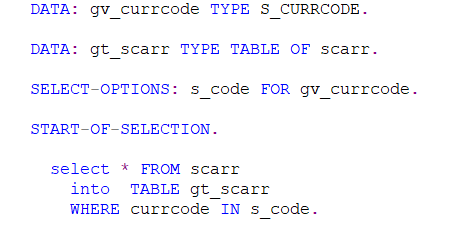 DATA: gv_currcode TYPE S_CURRCODE.
DATA: gt_scarr TYPE TABLE OF scarr.
SELECT-OPTIONS: s_code FOR gv_currcode.
START-OF-SELECTION.
select * FROM scarr
into TABLE gt_scarr
WHERE currcode IN s_code.